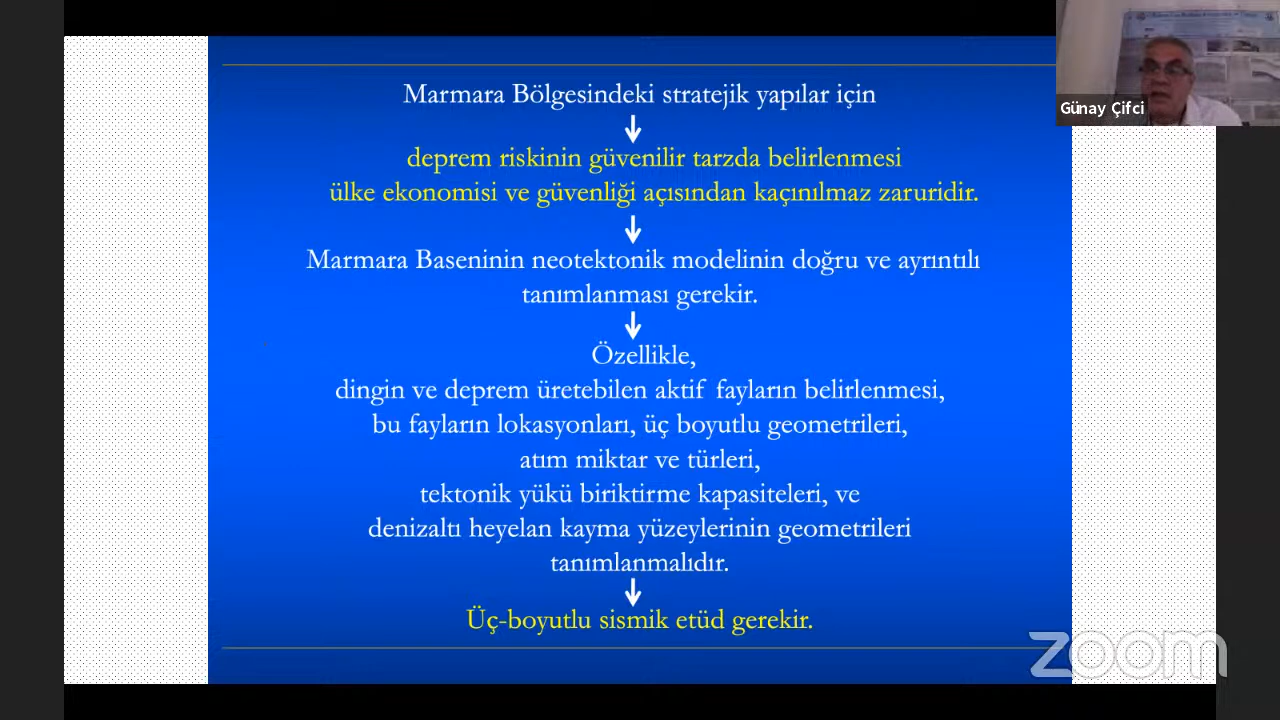 Marmara Bölgesindeki stratejik yapılar için
deprem riskinin güvenilir tarzda belirlenmesi
ülke ekonomisi ve güvenliği açısından kaçınılmaz zaruridir.
Marmara Baseninin neotektonik modelinin doğru ve ayrıntılı
tanımlanması gerekir.
Özellikle,
dingin ve deprem üretebilen aktif fayların belirlenmesi,
bu fayların lokasyonları, üç boyutlu geometrileri,
atım miktar ve türleri,
tektonik yükü biriktirme kapasiteleri, ve
denizaltı heyelan kayma yüzeylerinin geometrileri
tanımlanmalıdır.
Üç-boyutlu sismik etüd gerekir.
Günay Çifci
zoom